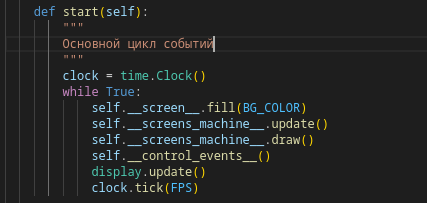 def start(self):
"""
Основной цикл событий
"""
clock = time.Clock()
while True:
self.__screen__.fill(BG_COLOR)
self.__screens_machine__.update()
self.__screens_machine__.draw()
self.__control_events__()
display.update()
clock.tick(FPS)